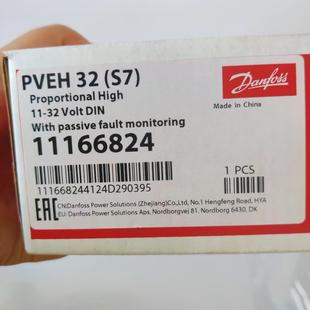 PVEH 32 (S7)
Proportional High
11-32 Volt DIN
With passive fault monitoring
11166824
Danfoss
Made in China
1 PCS
111668244124D290395
EAC
CN:Danfoss Power Solutions (Zhejiang)Co.,Ltd, No.1 Hengfeng Road, HYA
EU: Danfoss Power Solutions Aps, Nordborgvej 81, Nordborg 6430, DK